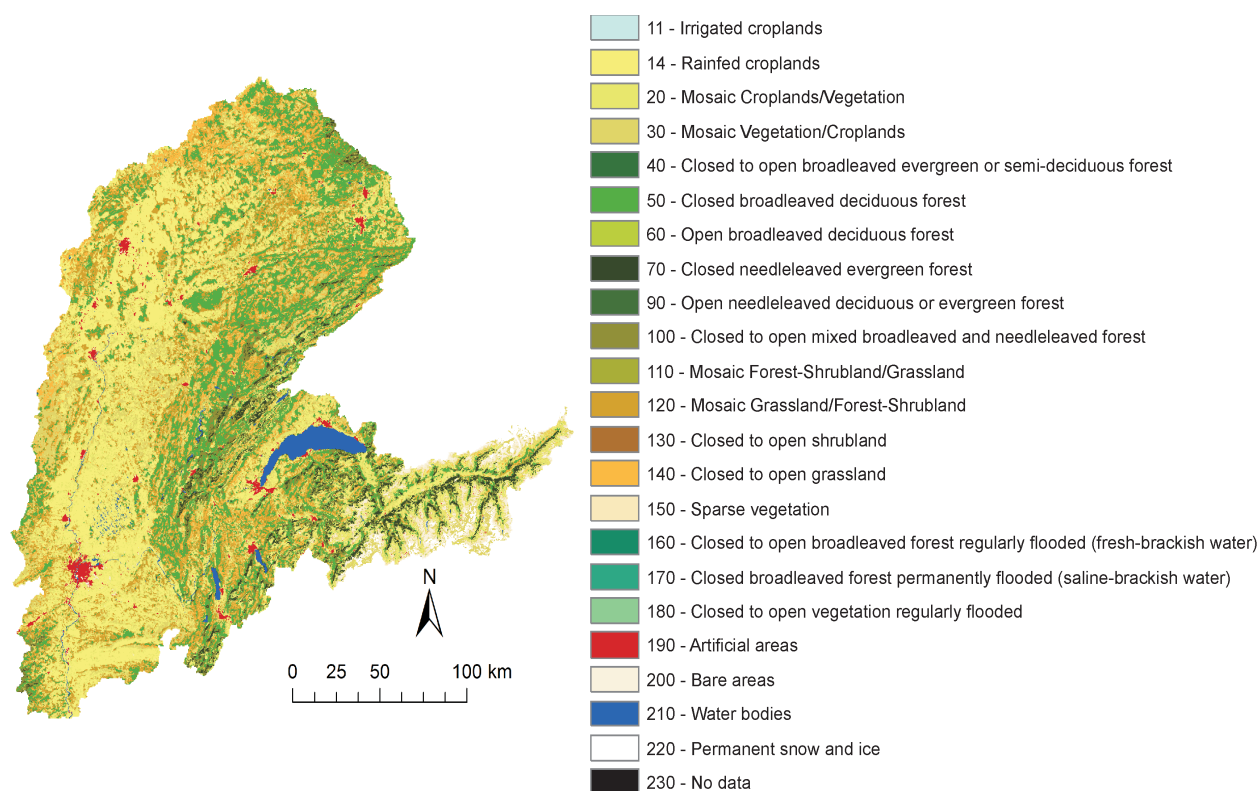 11 - Irrigated croplands
14 - Rainfed croplands
20 - Mosaic Croplands/Vegetation
30 - Mosaic Vegetation/Croplands
40 - Closed to open broadleaved evergreen or semi-deciduous forest
50 - Closed broadleaved deciduous forest
60 - Open broadleaved deciduous forest
70 - Closed needleleaved evergreen forest
90 - Open needleleaved deciduous or evergreen forest
100 - Closed to open mixed broadleaved and needleleaved forest
110 - Mosaic Forest-Shrubland/Grassland
120 - Mosaic Grassland/Forest-Shrubland
130 - Closed to open shrubland
140 - Closed to open grassland
150 - Sparse vegetation
160 - Closed to open broadleaved forest regularly flooded (fresh-brackish water)
170 - Closed broadleaved forest permanently flooded (saline-brackish water)
180 - Closed to open vegetation regularly flooded
190 - Artificial areas
200 - Bare areas
210 - Water bodies
220 - Permanent snow and ice
230 - No data
N
0 25 50 100 km